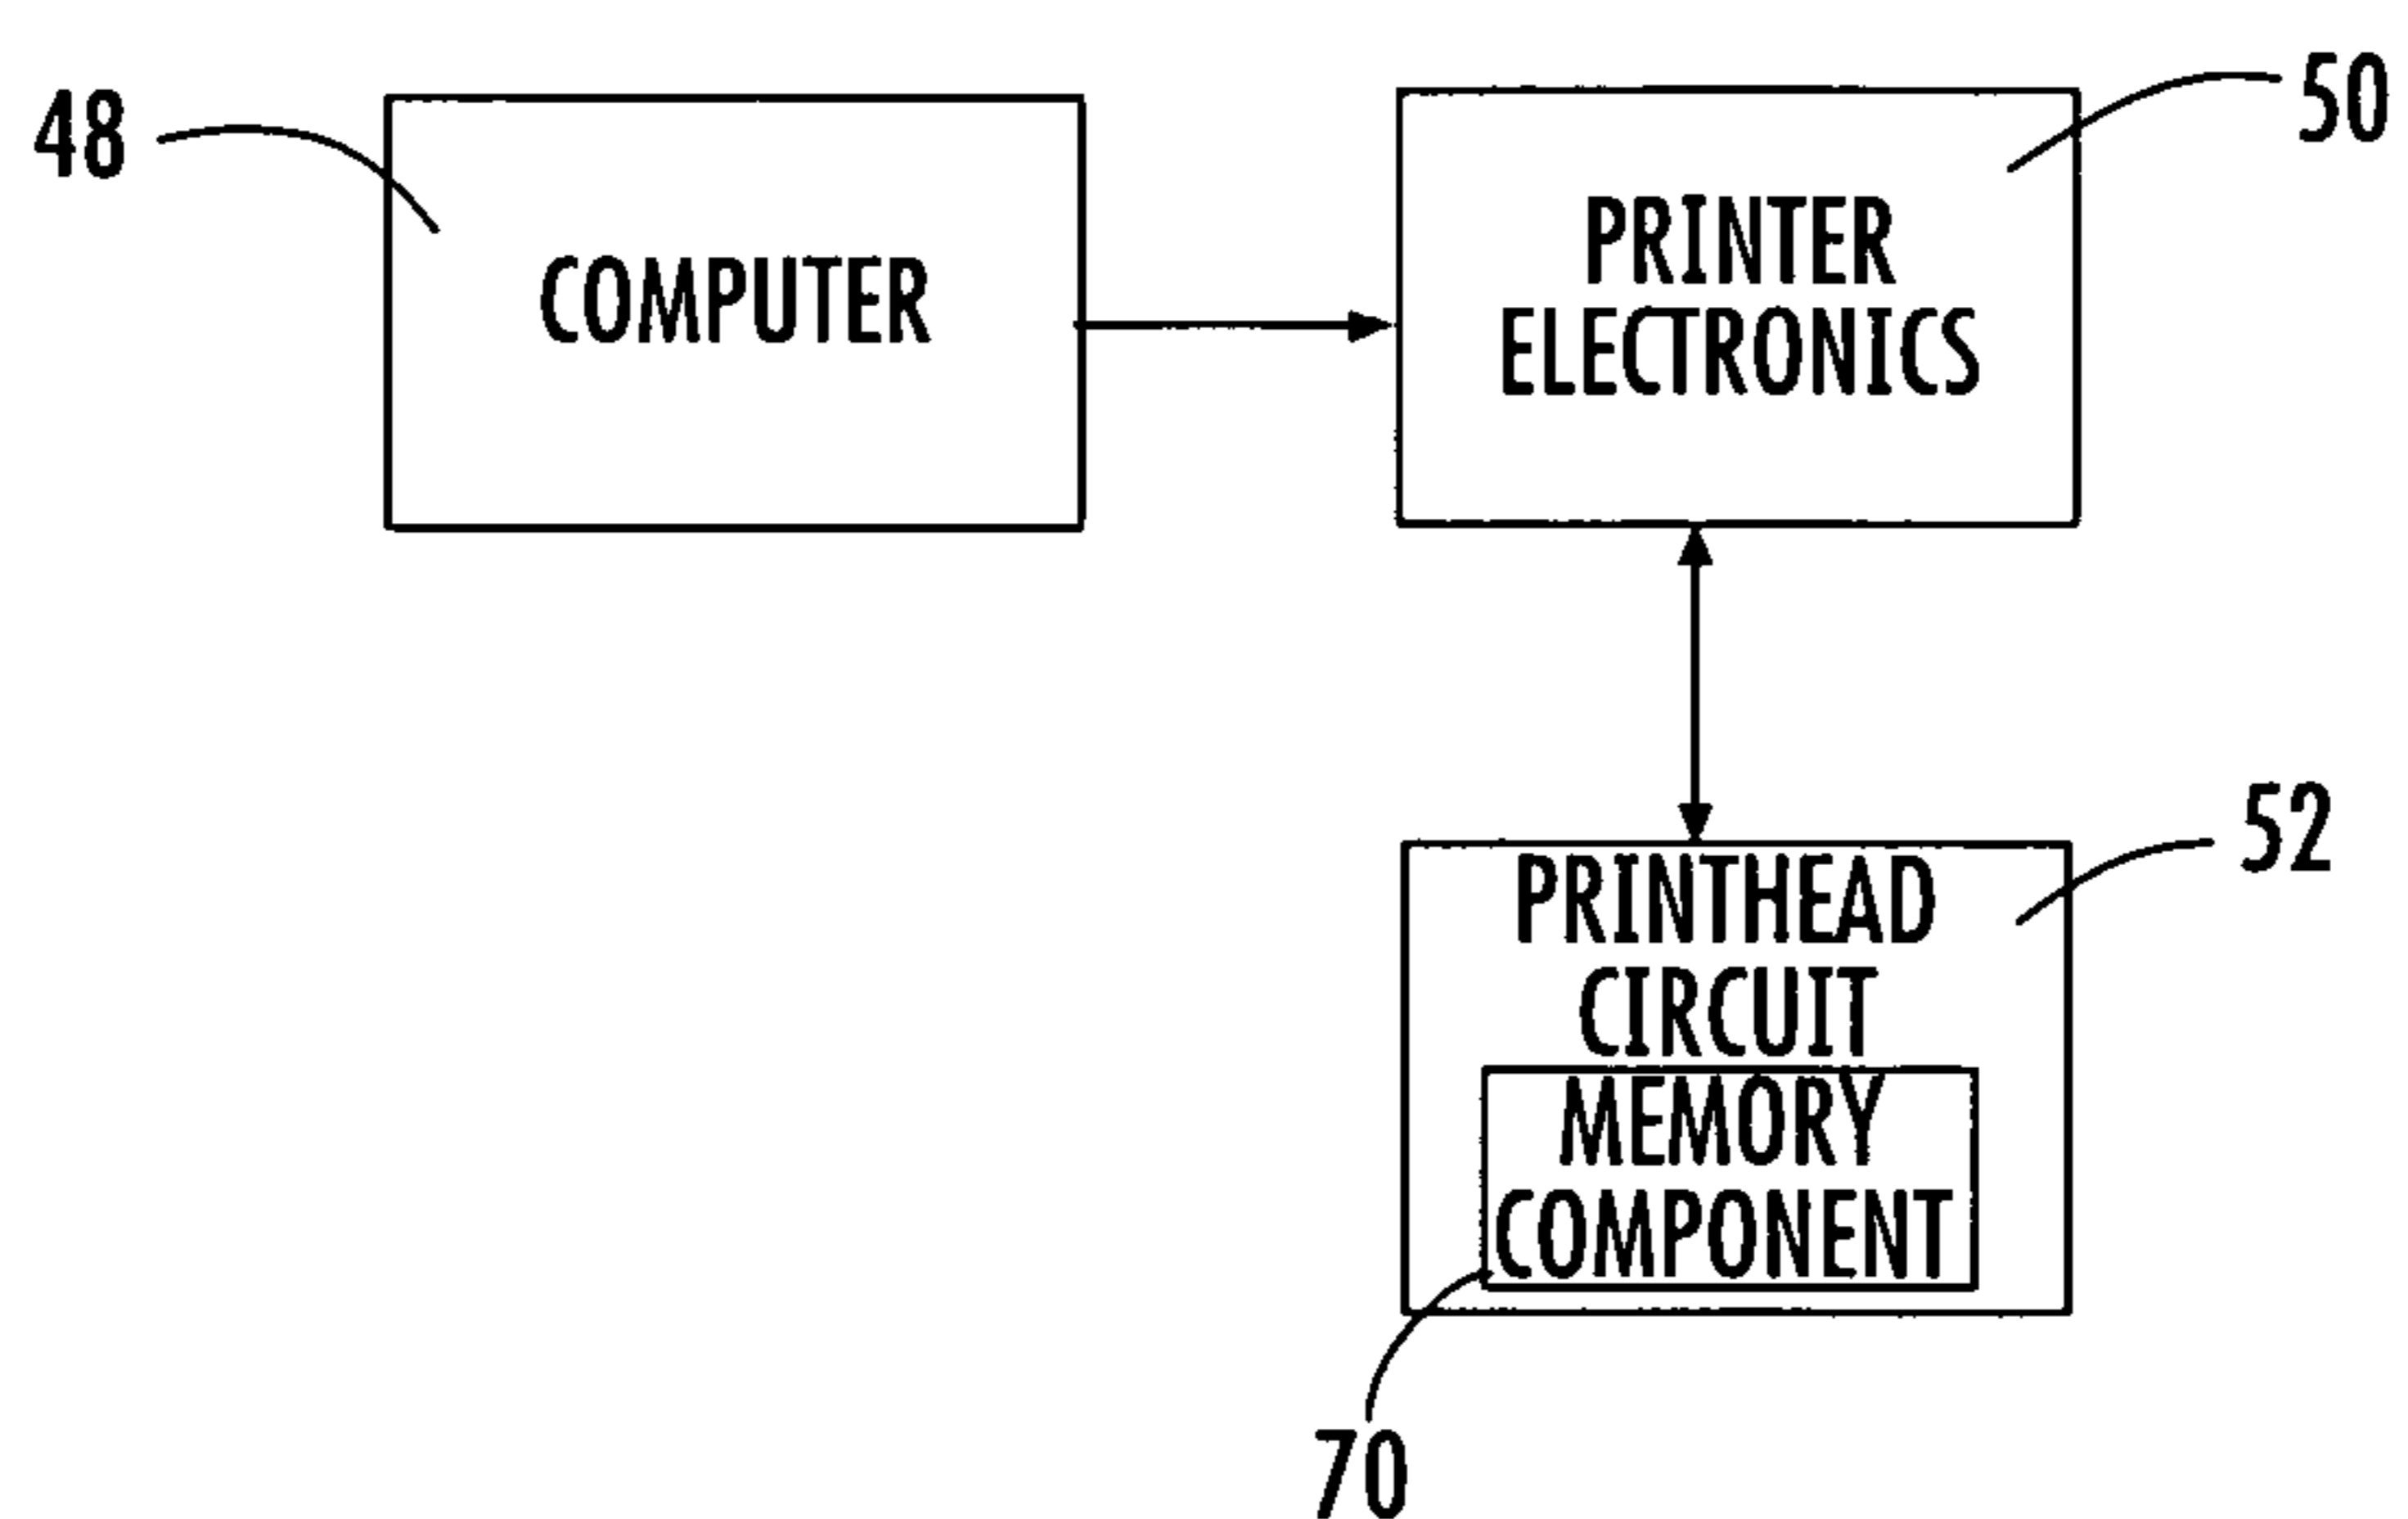 48
COMPUTER
50
PRINTER
ELECTRONICS
52
PRINTHEAD
CIRCUIT
MEMORY
COMPONENT
70